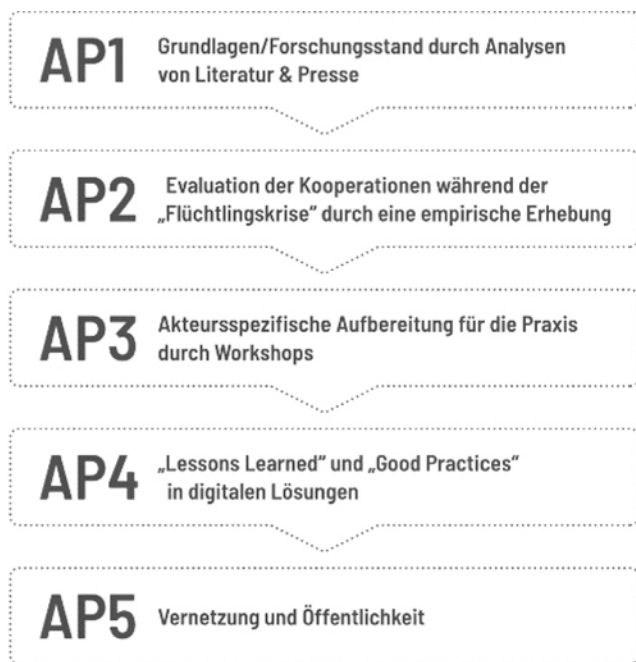 AP1
Grundlagen/Forschungsstand durch Analysen
von Literatur & Presse
AP2
Evaluation der Kooperationen während der
„Flüchtlingskrise“ durch eine empirische Erhebung
AP3
Akteursspezifische Aufbereitung für die Praxis
durch Workshops
AP4
„Lessons Learned“ und „Good Practices“
in digitalen Lösungen
AP5
Vernetzung und Öffentlichkeit